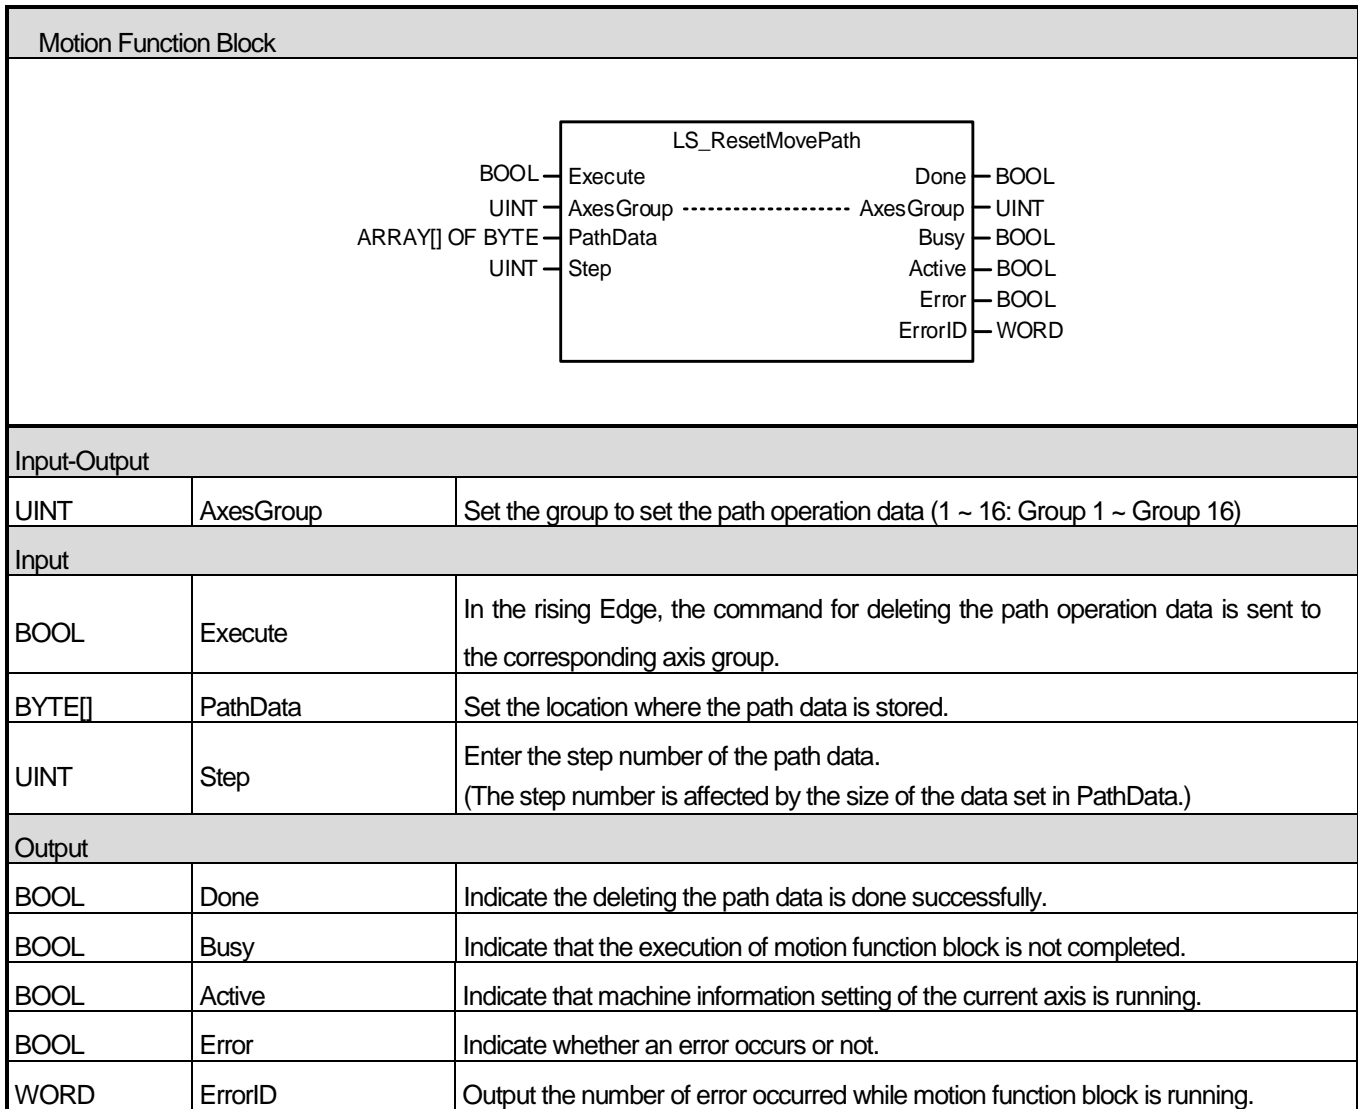 Motion Function Block
LS_ResetMovePath
BOOL Execute Done BOOL
UINT AxesGroup AxesGroup UINT
ARRAY[] OF BYTE PathData Busy BOOL
UINT Step Active BOOL
Error BOOL
ErrorID WORD
Input-Output
UINT AxesGroup Set the group to set the path operation data (1 ~ 16: Group 1 ~ Group 16)
Input
BOOL Execute In the rising Edge, the command for deleting the path operation data is sent to
the corresponding axis group.
BYTE[] PathData Set the location where the path data is stored.
UINT Step Enter the step number of the path data.
(The step number is affected by the size of the data set in PathData.)
Output
BOOL Done Indicate the deleting the path data is done successfully.
BOOL Busy Indicate that the execution of motion function block is not completed.
BOOL Active Indicate that machine information setting of the current axis is running.
BOOL Error Indicate whether an error occurs or not.
WORD ErrorID Output the number of error occurred while motion function block is running.